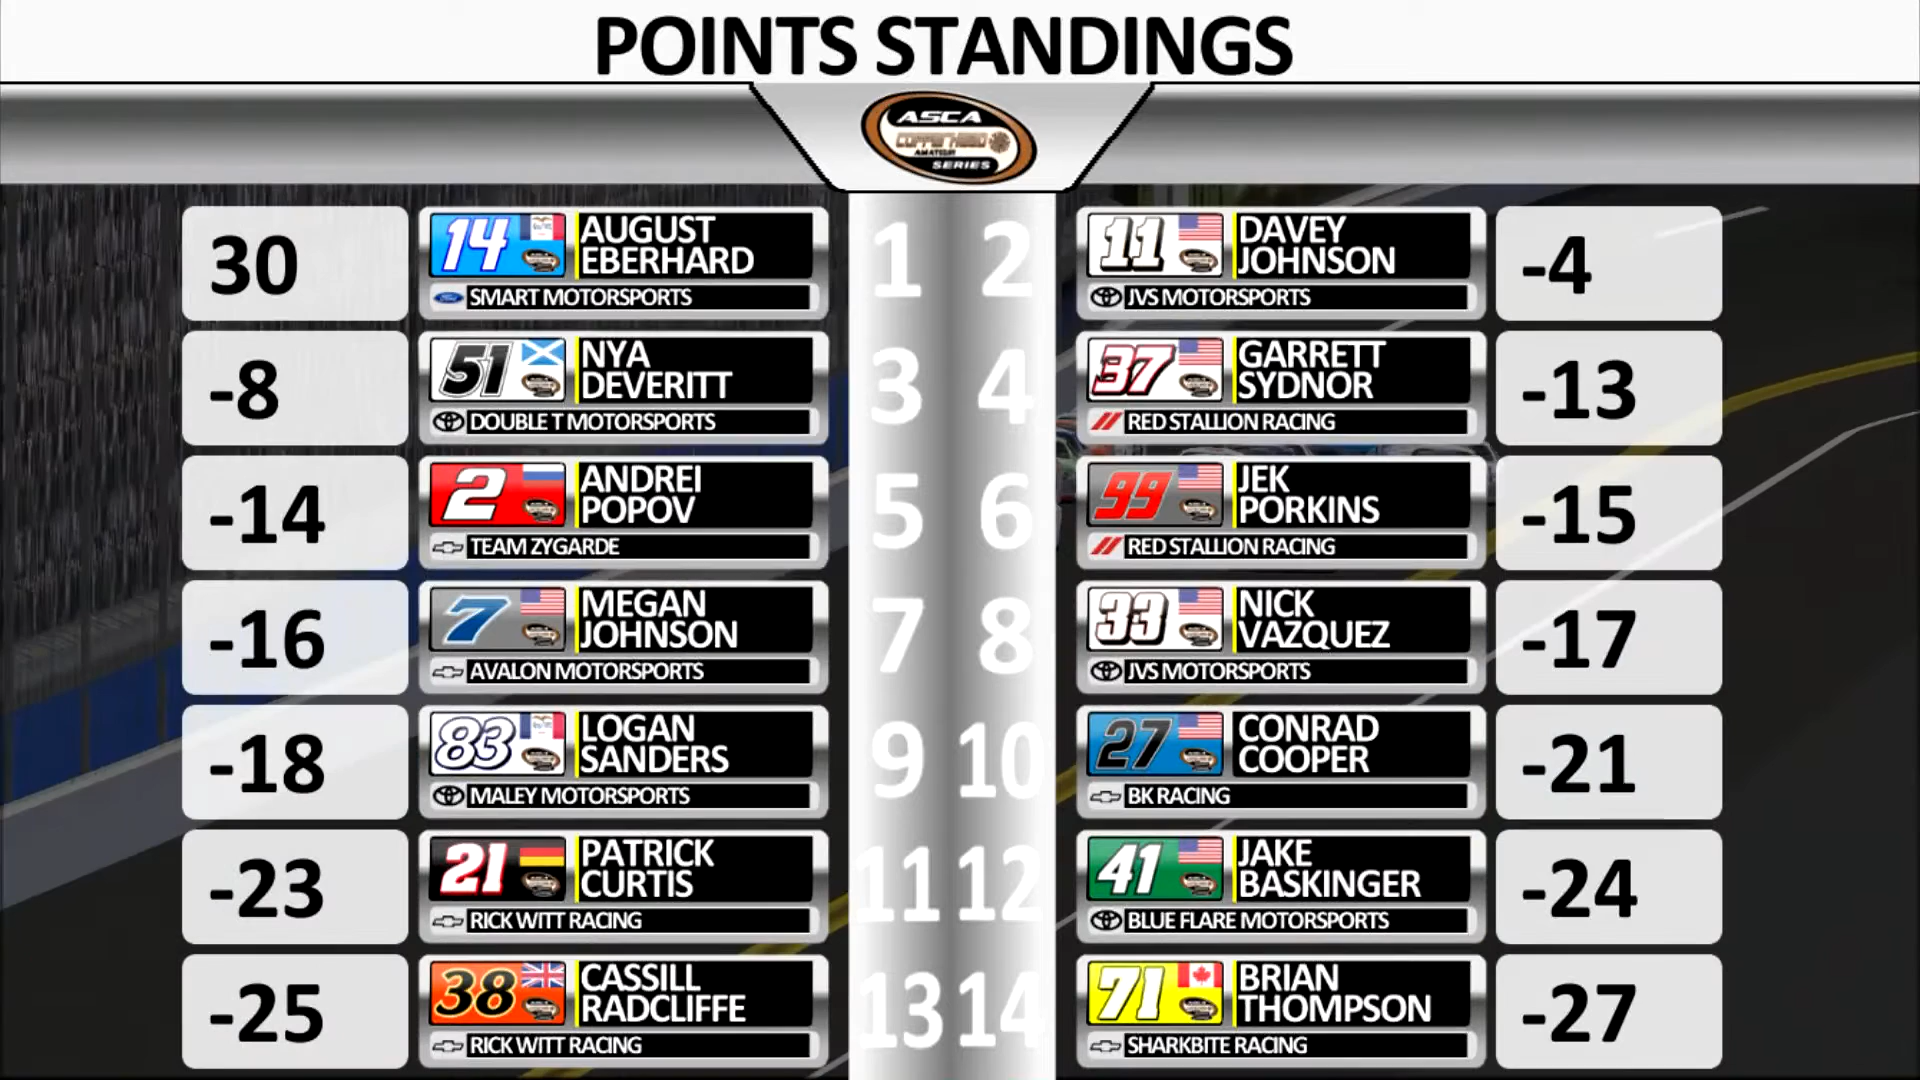 POINTS STANDINGS
ASCA
COPPERHEAD
AMATEUR
SERIES
30
14
AUGUST
EBERHARD
Ford
SMART MOTORSPORTS
1
2
11
DAVEY
JOHNSON
JVS MOTORSPORTS
-4
-8
51
NYA
DEVERITT
DOUBLE T MOTORSPORTS
3
4
37
GARRETT
SYDNOR
RED STALLION RACING
-13
-14
2
ANDREI
POPOV
TEAM ZYGARDE
5
6
99
JEK
PORKINS
RED STALLION RACING
-15
-16
7
MEGAN
JOHNSON
AVALON MOTORSPORTS
7
8
33
NICK
VAZQUEZ
JVS MOTORSPORTS
-17
-18
83
LOGAN
SANDERS
MALEY MOTORSPORTS
9
10
27
CONRAD
COOPER
BK RACING
-21
-23
21
PATRICK
CURTIS
RICK WITT RACING
11
12
41
JAKE
BASKINGER
BLUE FLARE MOTORSPORTS
-24
-25
38
CASSILL
RADCLIFFE
RICK WITT RACING
13
14
71
BRIAN
THOMPSON
SHARKBITE RACING
-27